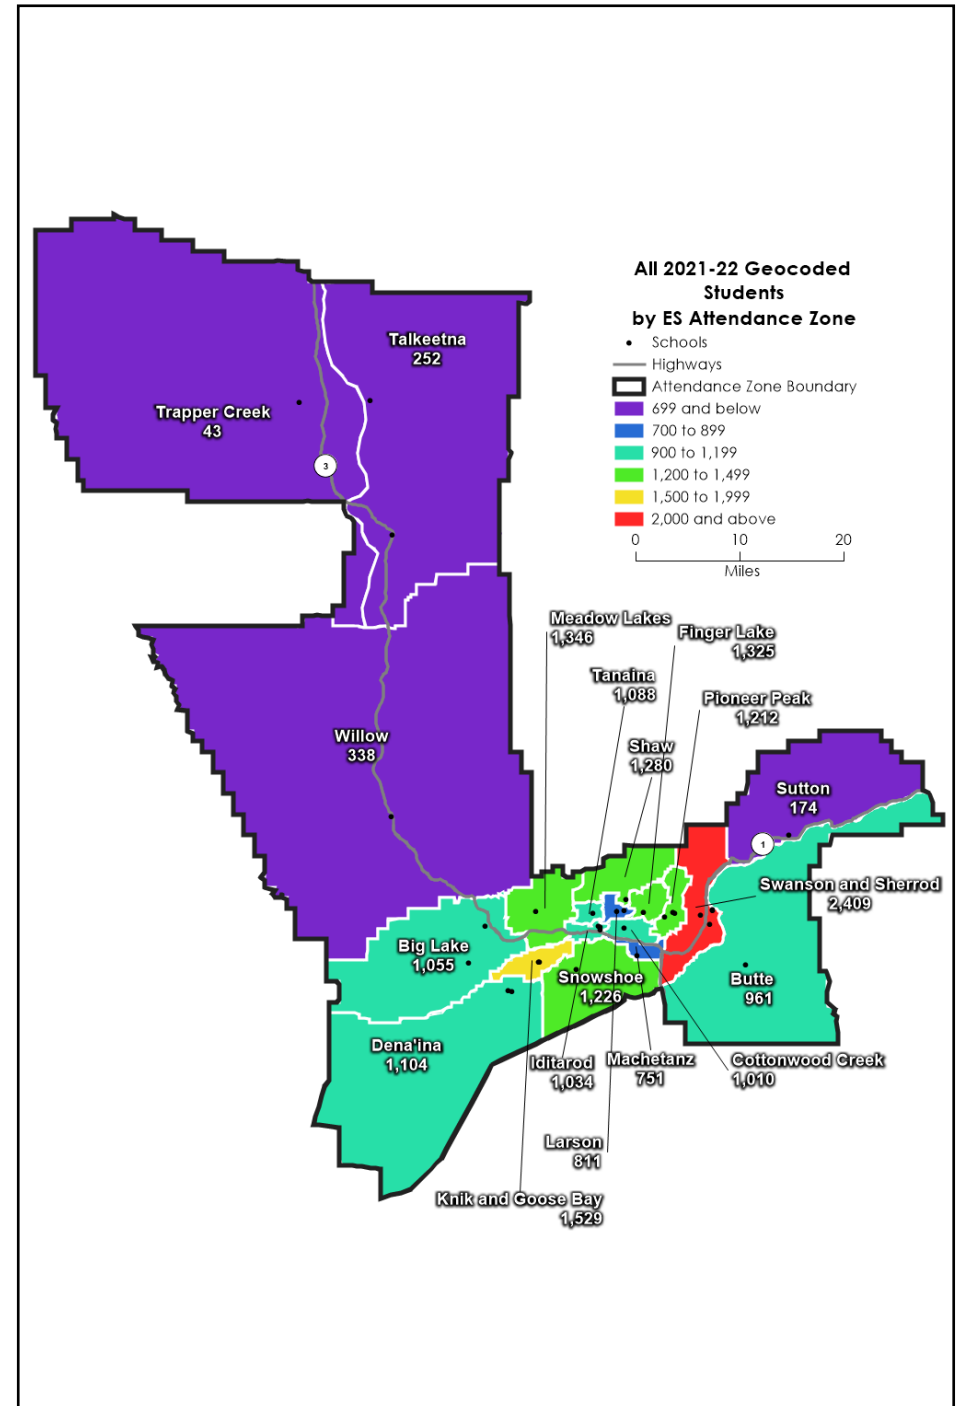 All 2021-22 Geocoded
Students
by ES Attendance Zone
Schools
Highways
Attendance Zone Boundary
699 and below
700 to 899
900 to 1,199
1,200 to 1,499
1,500 to 1,999
2,000 and above
0 10 20
Miles
Talkeetna
252
Trapper Creek
43
3
Meadow Lakes
1,346
Finger Lake
1,325
Tanaina
1,088
Pioneer Peak
1,212
Willow
338
Shaw
1,280
Sutton
174
1
Swanson and Sherrod
2,409
Big Lake
1,055
Snowshoe
1,226
Butte
961
Dena'ina
1,104
Iditarod
1,034
Machetanz
751
Cottonwood Creek
1,010
Larson
811
Knik and Goose Bay
1,529